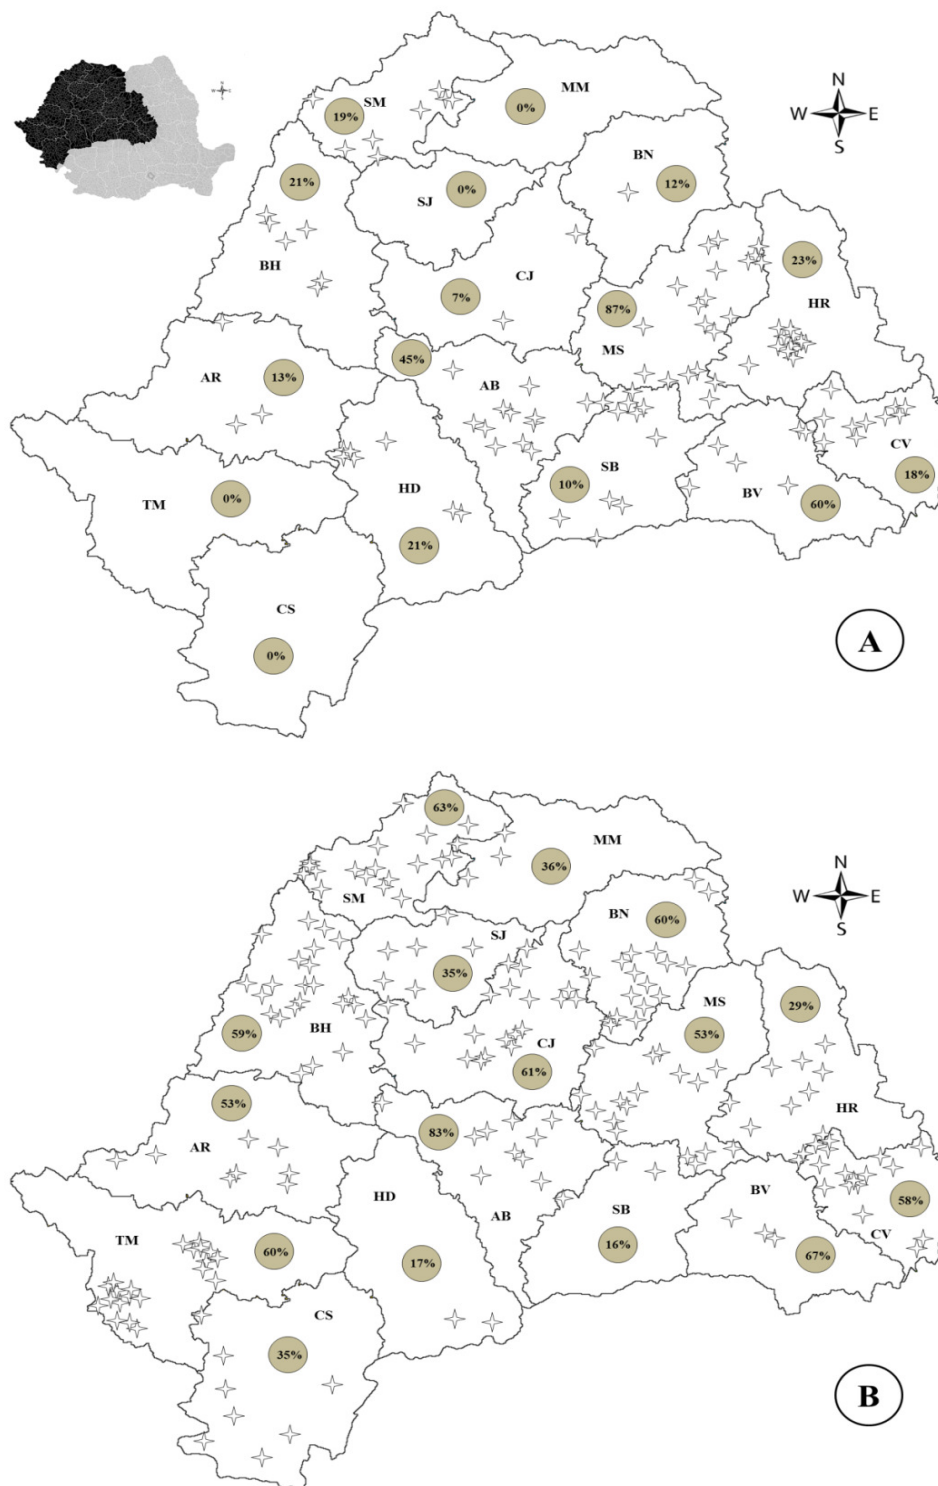 N
W E
S
MM
SM
0%
19%
BN
21%
12%
0%
SJ
23%
BH
CJ
7%
87%
HR
MS
45%
AR
13%
AB
CV
SB
18%
HD
10%
BV
TM
0%
60%
21%
CS
0%
A
63%
MM
N
36%
W E
S
SM
BN
60%
SJ
35%
MS
29%
BH
53%
59%
CJ
61%
53%
HR
83%
AR
HD
BV
58%
SB
AB
TM
CV
60%
16%
67%
17%
CS
35%
B